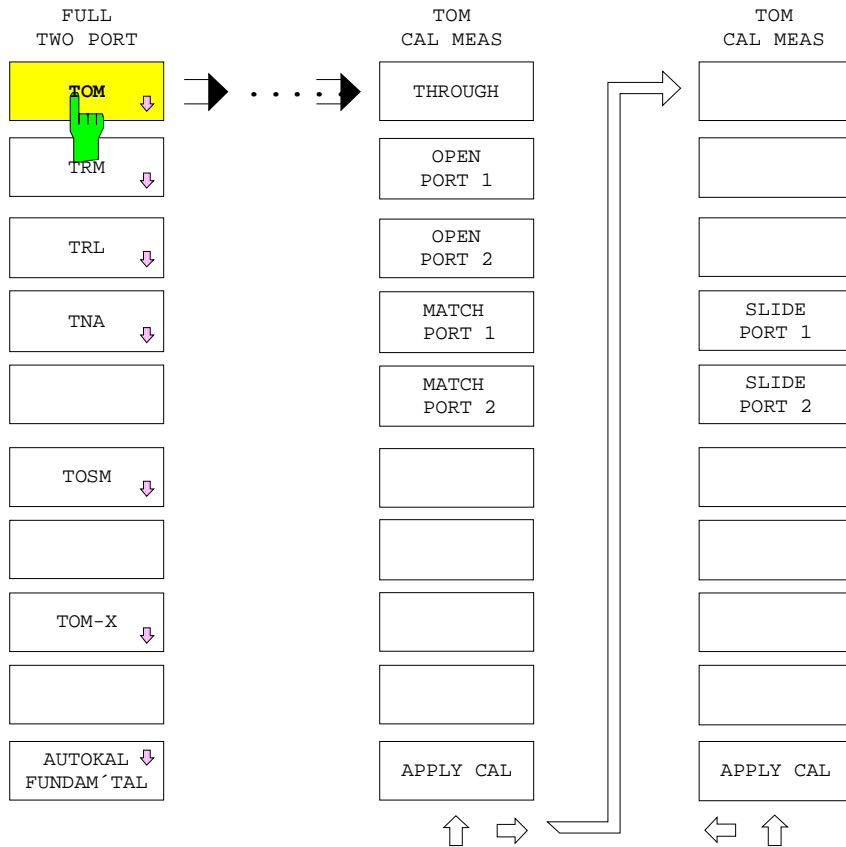 FULL
TWO PORT
TOM
TRM
TRL
TNA
TOSM
TOM-X
AUTOKAL
FUNDAM´TAL
TOM
CAL MEAS
THROUGH
OPEN
PORT 1
OPEN
PORT 2
MATCH
PORT 1
MATCH
PORT 2
APPLY CAL
TOM
CAL MEAS
SLIDE
PORT 1
SLIDE
PORT 2
APPLY CAL